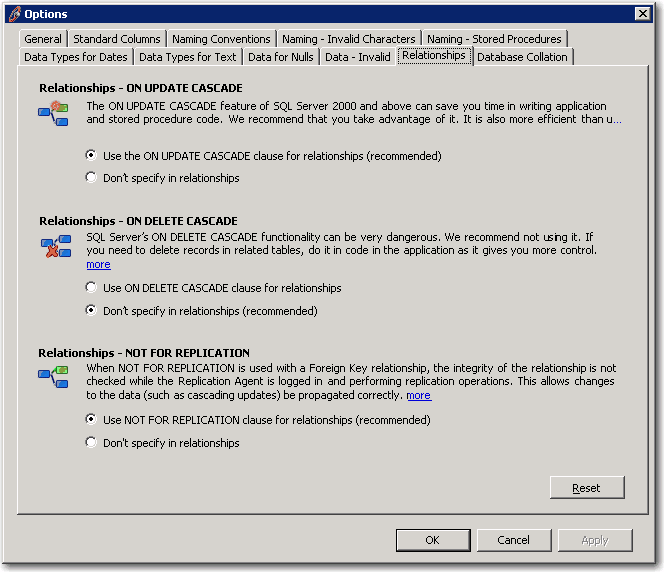 Options
General Standard Columns Naming Conventions Naming - Invalid Characters Naming - Stored Procedures
Data Types for Dates Data Types for Text Data for Nulls Data - Invalid Relationships Database Collation
Relationships - ON UPDATE CASCADE
The ON UPDATE CASCADE feature of SQL Server 2000 and above can save you time in writing application
and stored procedure code. We recommend that you take advantage of it. It is also more efficient than u...
Use the ON UPDATE CASCADE clause for relationships (recommended)
Don't specify in relationships
Relationships - ON DELETE CASCADE
SQL Server's ON DELETE CASCADE functionality can be very dangerous. We recommend not using it. If
you need to delete records in related tables, do it in code in the application as it gives you more control.
more
Use ON DELETE CASCADE clause for relationships
Don't specify in relationships (recommended)
Relationships - NOT FOR REPLICATION
When NOT FOR REPLICATION is used with a Foreign Key relationship, the integrity of the relationship is not
checked while the Replication Agent is logged in and performing replication operations. This allows changes
to the data (such as cascading updates) be propagated correctly. more
Use NOT FOR REPLICATION clause for relationships (recommended)
Don't specify in relationships
Reset
OK Cancel Apply